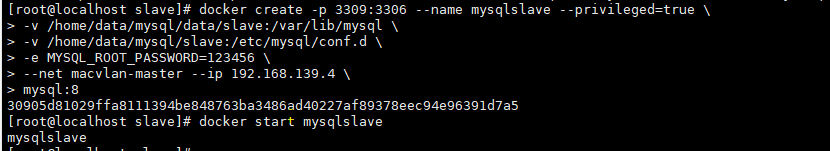 [root@localhost slave]# docker create -p 3309:3306 --name mysqlslave --privileged=true \
> -v /home/data/mysql/data/slave:/var/lib/mysql \
> -v /home/data/mysql/slave:/etc/mysql/conf.d \
> -e MYSQL_ROOT_PASSWORD=123456 \
> --net macvlan-master --ip 192.168.139.4 \
> mysql:8
30905d81029ffa8111394be848763ba3486ad40227af89378eec94e96391d7a5
[root@localhost slave]# docker start mysqlslave
mysqlslave